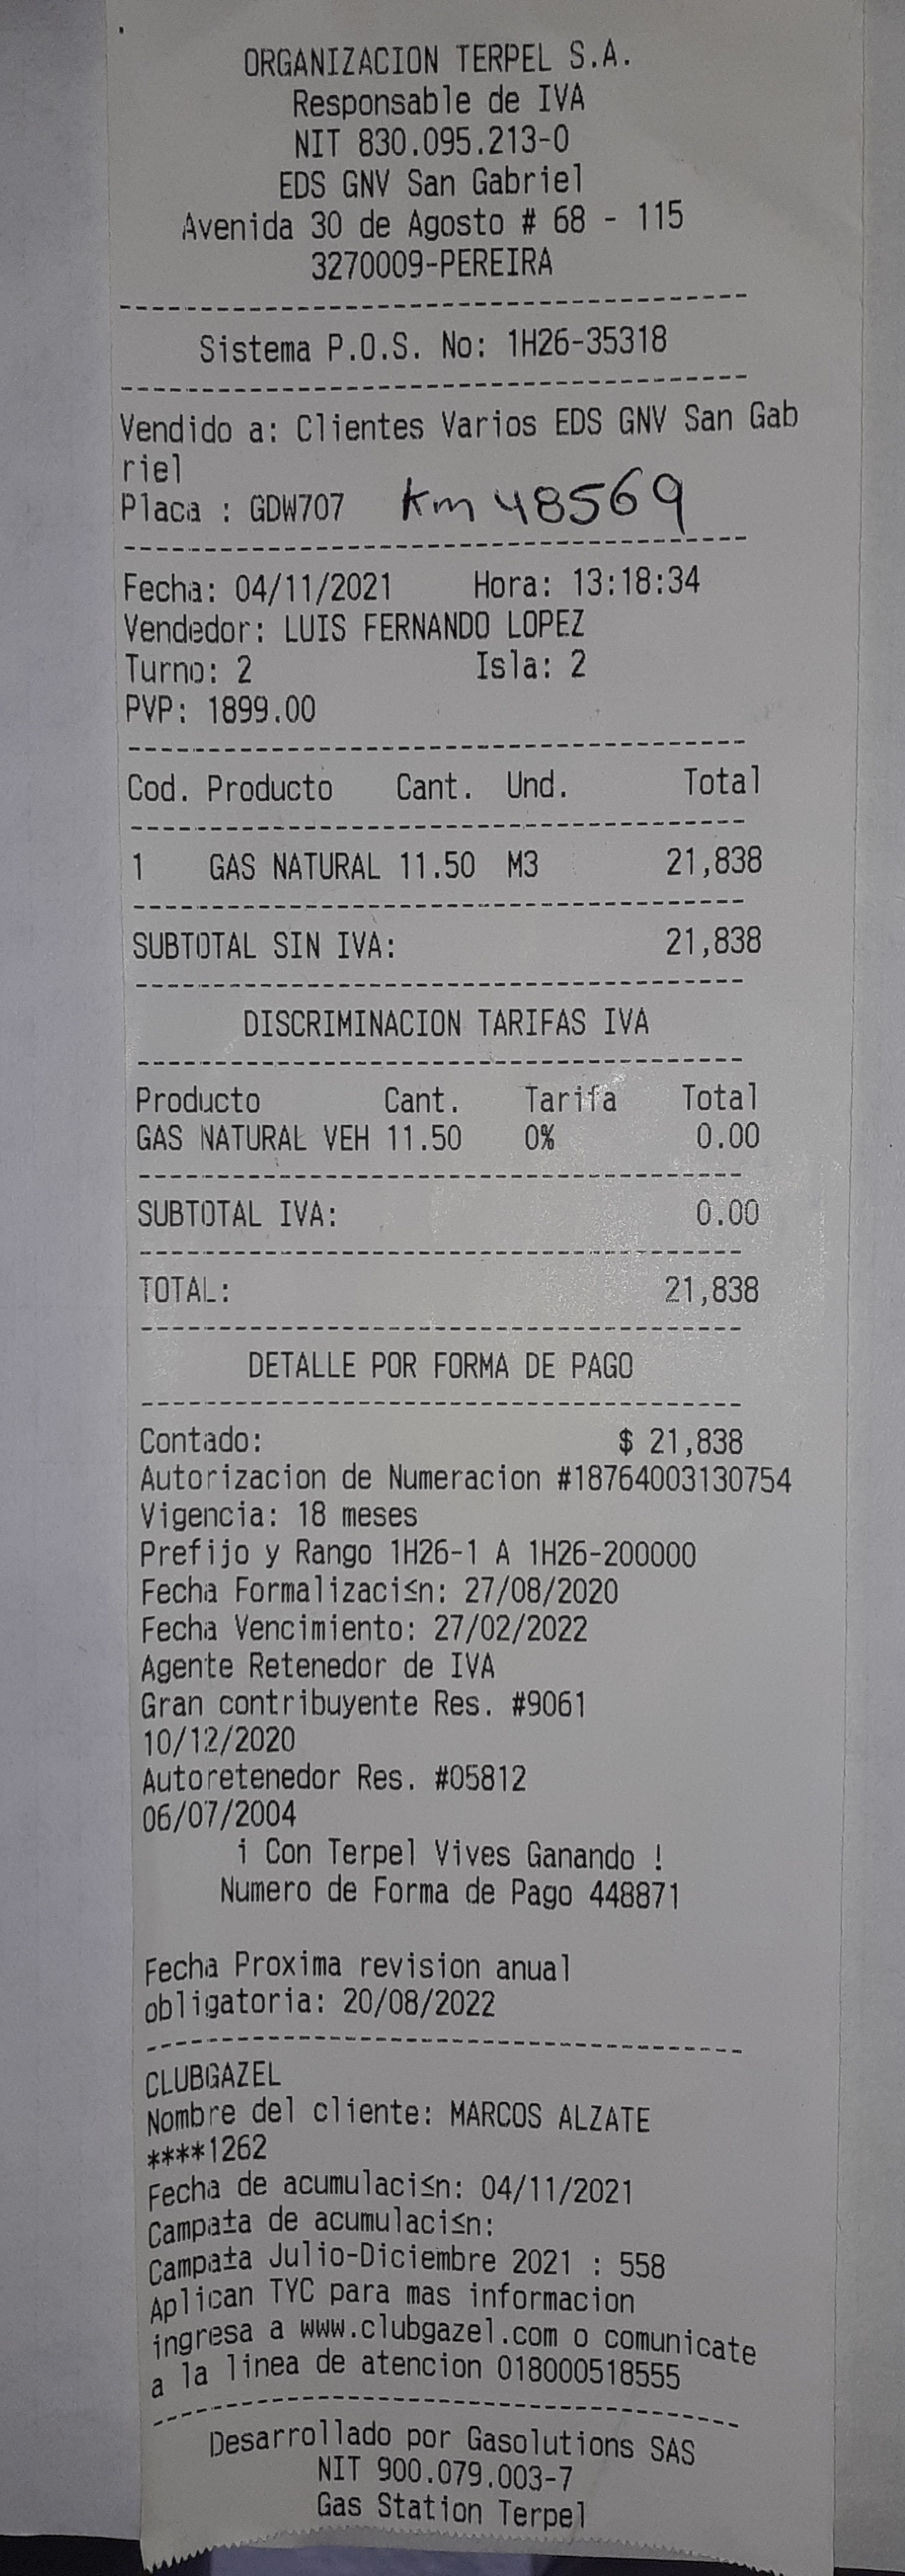 ORGANIZACION TERPEL S.A.
Responsable de IVA
NIT 830.095.213-0
EDS GNV San Gabriel
Avenida 30 de Agosto # 68 - 115
3270009-PEREIRA
Sistema P.O.S. No: 1H26-35318
Vendido a: Clientes Varios EDS GNV San Gab
riel
Placa : GDW707 Km 48569
Fecha: 04/11/2021 Hora: 13:18:34
Vendedor: LUIS FERNANDO LOPEZ
Turno: 2 Isla: 2
PVP: 1899.00
Cod. Producto Cant. Und. Total
1 GAS NATURAL 11.50 M3 21,838
SUBTOTAL SIN IVA: 21,838
DISCRIMINACION TARIFAS IVA
Producto Cant. Tarifa Total
GAS NATURAL VEH 11.50 0% 0.00
SUBTOTAL IVA: 0.00
TOTAL: 21,838
DETALLE POR FORMA DE PAGO
Contado: $ 21,838
Autorizacion de Numeracion #18764003130754
Vigencia: 18 meses
Prefijo y Rango 1H26-1 A 1H26-200000
Fecha Formalizaci≤n: 27/08/2020
Fecha Vencimiento: 27/02/2022
Agente Retenedor de IVA
Gran contribuyente Res. #9061
10/12/2020
Autoretenedor Res. #05812
06/07/2004
¡ Con Terpel Vives Ganando !
Numero de Forma de Pago 448871
Fecha Proxima revision anual
obligatoria: 20/08/2022
CLUBGAZEL
Nombre del cliente: MARCOS ALZATE
****1262
Fecha de acumulaci≤n: 04/11/2021
Campa±a de acumulaci≤n:
Campa±a Julio-Diciembre 2021 : 558
Aplican TYC para mas informacion
ingresa a www.clubgazel.com o comunicate
a la linea de atencion 018000518555
Desarrollado por Gasolutions SAS
NIT 900.079.003-7
Gas Station Terpel